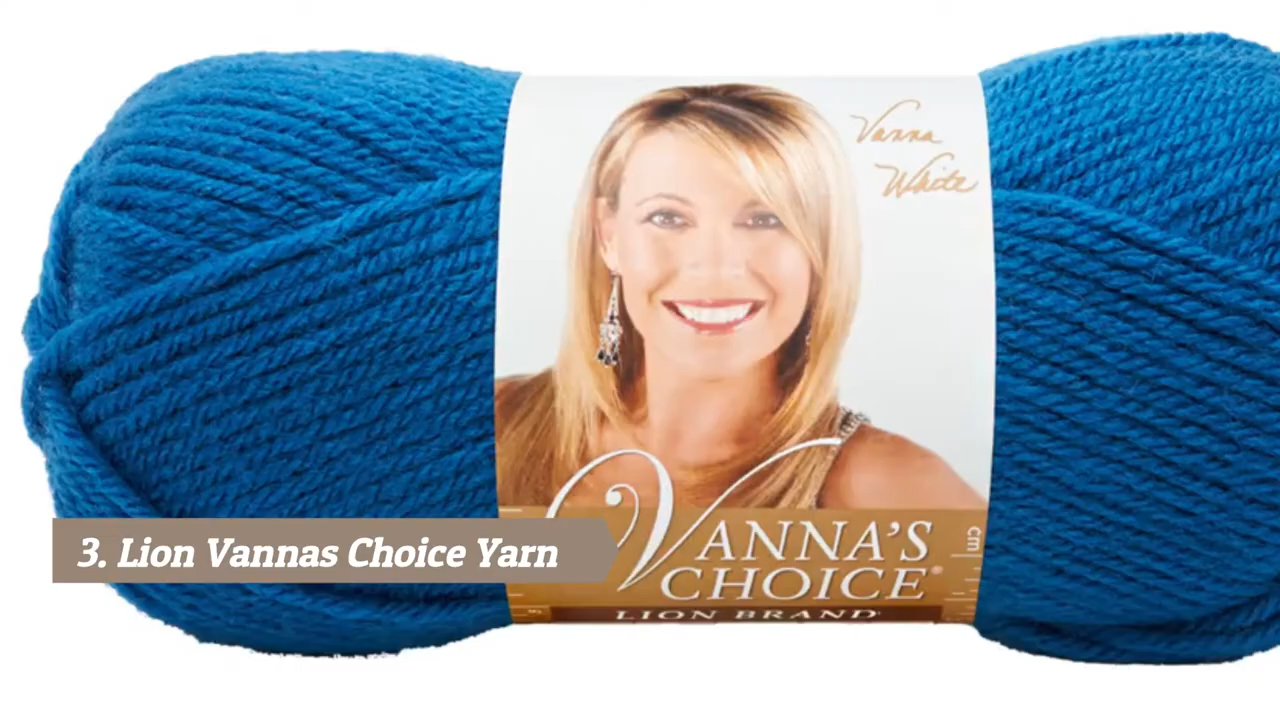 Vanna
White
VANNA'S
CHOICE®
LION BRAND
cm
3. Lion Vannas Choice Yarn